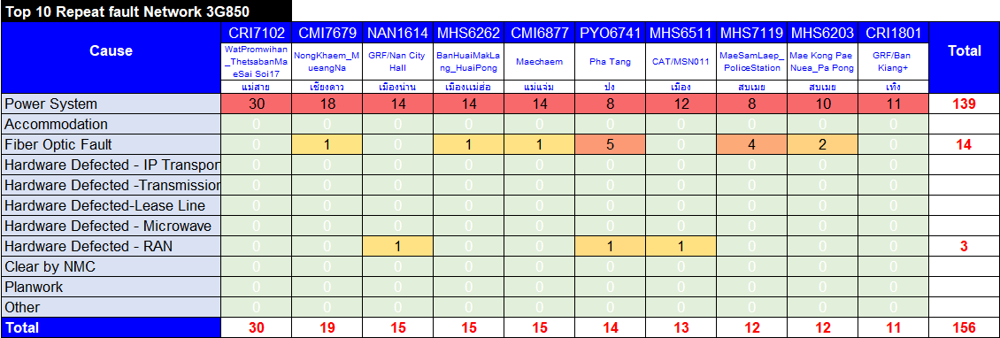 Top 10 Repeat fault Network 3G850
Cause CRI7102 CMI7679 NAN1614 MHS6262 CMI6877 PYO6741 MHS6511 MHS7119 MHS6203 CRI1801 Total
WatPromwihan_ThetsabanMaeSai Soi17 NongKhaem_MueangNa GRF/Nan City Hall BanHuaiMakLang_HuaiPong Maechaem Pha Tang CAT/MSN011 MaeSamLaep_PoliceStation Mae Kong Pae Nuea_Pa Pong GRF/Ban Kiang+
แม่สาย เชียงดาว เมืองน่าน เมืองแม่ฮ่อ แม่แจ่ม ปง เมือง สบเมย สบเมย เทิง
Power System 30 18 14 14 14 8 12 8 10 11 139
Accommodation 0 0 0 0 0 0 0 0 0 0
Fiber Optic Fault 0 1 0 1 1 5 0 4 2 0 14
Hardware Defected - IP Transpor 0 0 0 0 0 0 0 0 0 0
Hardware Defected -Transmission 0 0 0 0 0 0 0 0 0 0
Hardware Defected-Lease Line 0 0 0 0 0 0 0 0 0 0
Hardware Defected - Microwave 0 0 0 0 0 0 0 0 0 0
Hardware Defected - RAN 0 0 1 0 0 1 1 0 0 0 3
Clear by NMC 0 0 0 0 0 0 0 0 0 0
Planwork 0 0 0 0 0 0 0 0 0 0
Other 0 0 0 0 0 0 0 0 0 0
Total 30 19 15 15 15 14 13 12 12 11 156